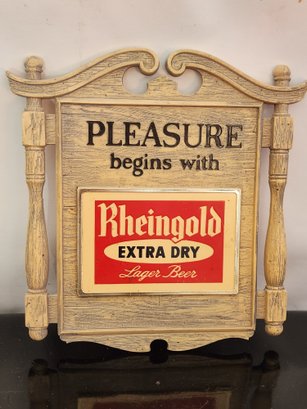 PLEASURE
begins with
Rheingold
EXTRA DRY
Lager Beer